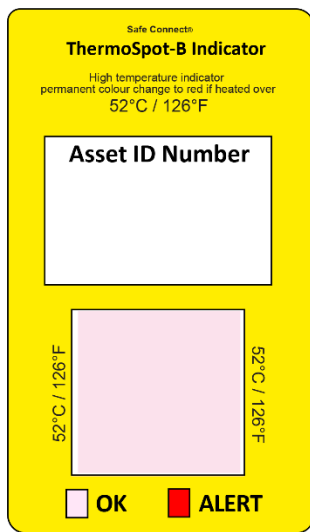 Safe Connect®
ThermoSpot-B Indicator
High temperature indicator
permanent colour change to red if heated over
52°C / 126°F
Asset ID Number
52°C / 126°F
52°C / 126°F
OK
ALERT